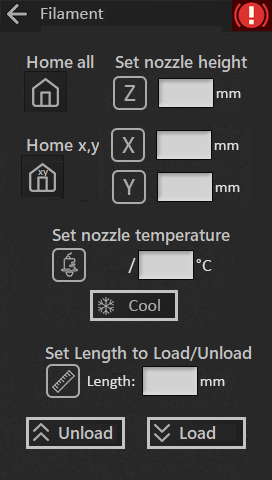 Filament
Home all
Set nozzle height
Z mm
Home x,y
X mm
xy
Y mm
Set nozzle temperature
/ °C
Cool
Set Length to Load/Unload
Length: mm
Unload
Load